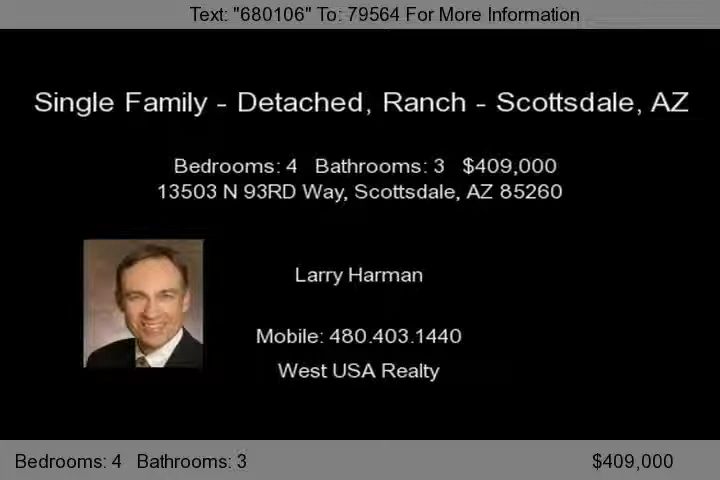 Text: "680106" To: 79564 For More Information
Single Family - Detached, Ranch - Scottsdale, AZ
Bedrooms: 4 Bathrooms: 3 $409,000
13503 N 93RD Way, Scottsdale, AZ 85260
Larry Harman
Mobile: 480.403.1440
West USA Realty
Bedrooms: 4 Bathrooms: 3 $409,000